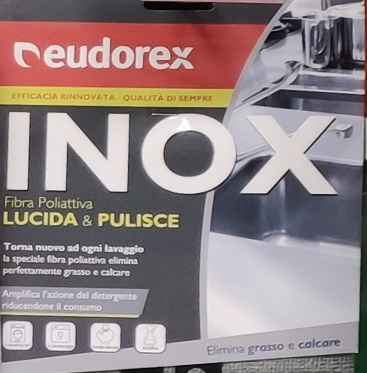 eudorex
EFFICACIA RINNOVATA - QUALITÀ DI SEMPRE
INOX
Fibra Poliattiva
LUCIDA & PULISCE
Torna nuovo ad ogni lavaggio
la speciale fibra poliattiva elimina
perfettamente grasso e calcare
Amplifica l'azione del detergente
riducendone il consumo
Elimina grasso e calcare